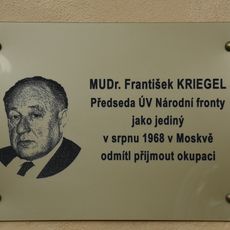 MUDr. František KRIEGEL
Předseda ÚV Národní fronty
jako jediný
v srpnu 1968 v Moskvě
odmítl přijmout okupaci